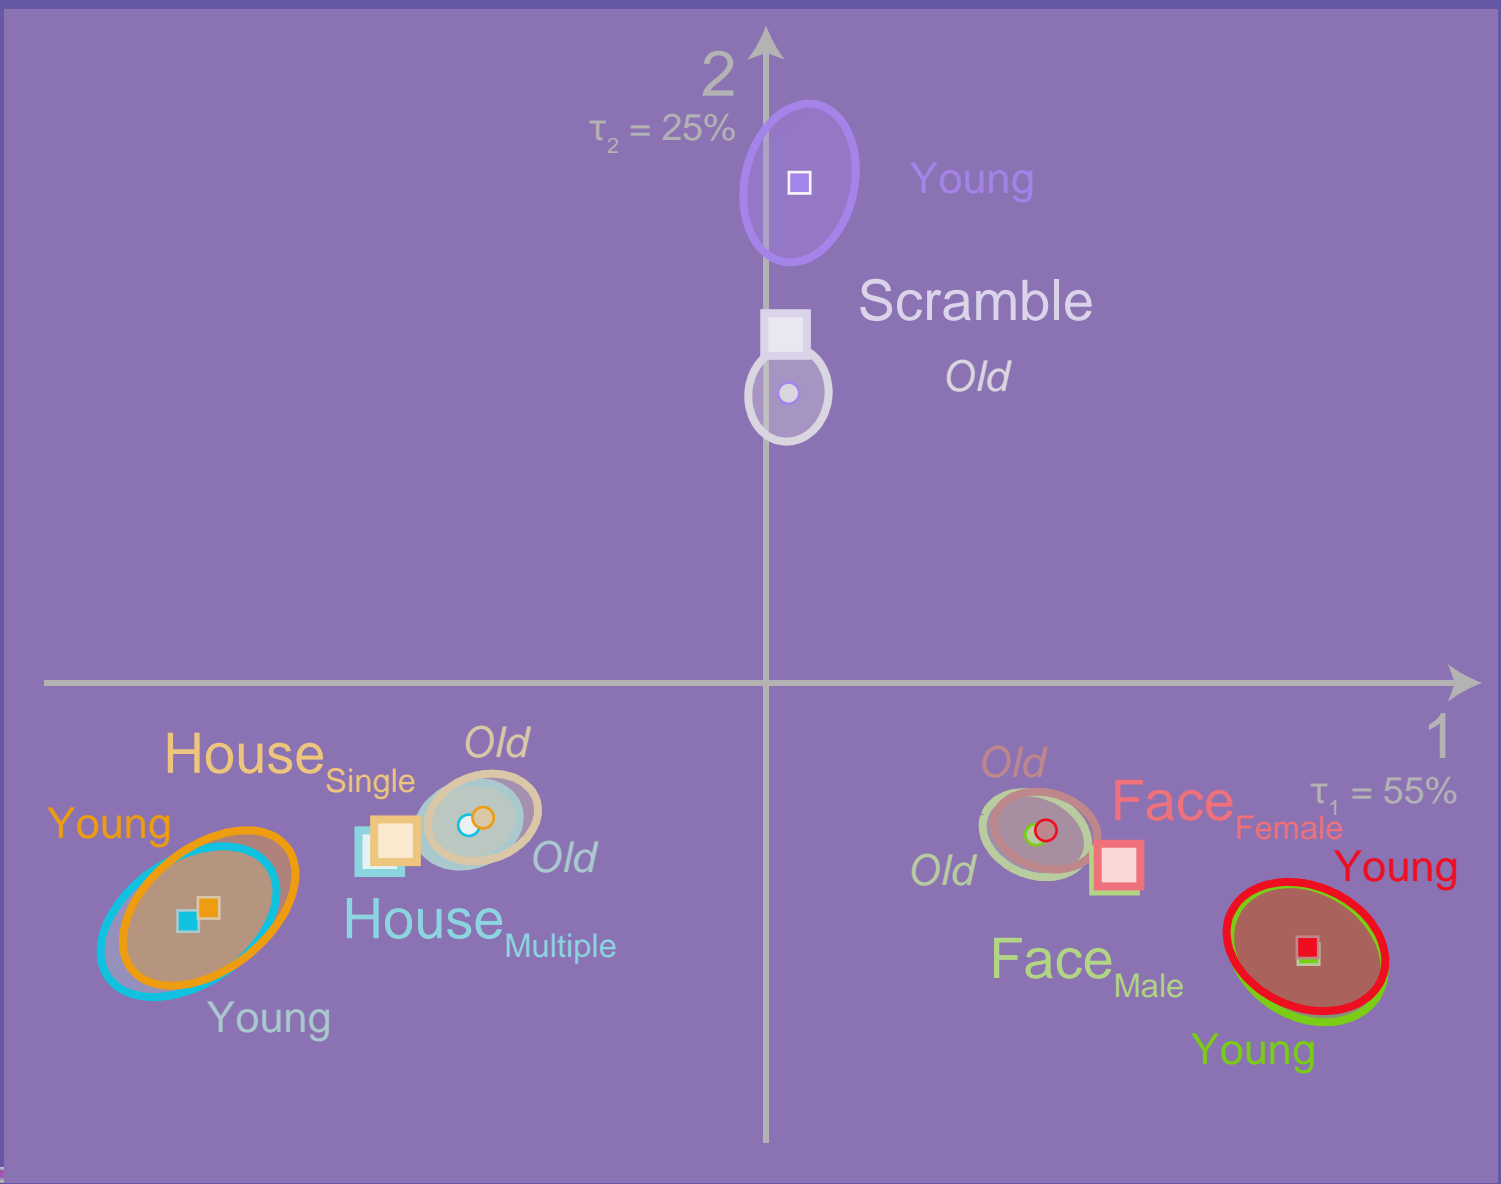 2
τ2 = 25%
Young
Scramble
Old
1
τ1 = 55%
HouseSingle
Old
Young
Old
HouseMultiple
Young
Old
FaceFemale
Young
Old
FaceMale
Young